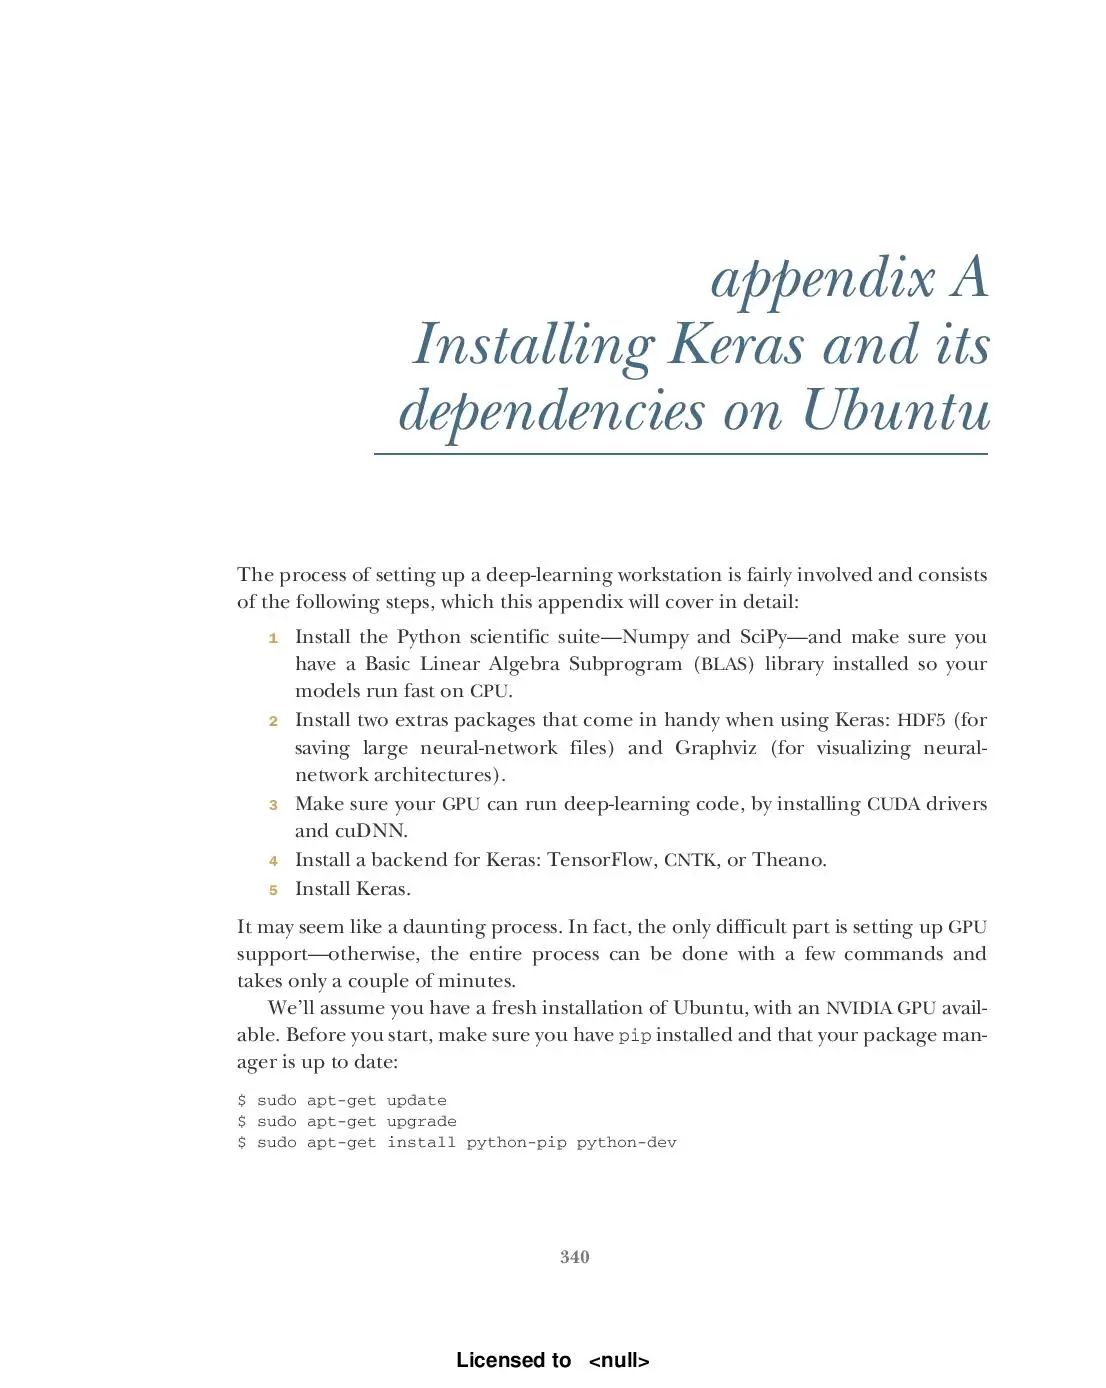 appendix A
Installing Keras and its
dependencies on Ubuntu
The process of setting up a deep-learning workstation is fairly involved and consists
of the following steps, which this appendix will cover in detail:
1 Install the Python scientific suite—Numpy and SciPy—and make sure you
have a Basic Linear Algebra Subprogram (BLAS) library installed so your
models run fast on CPU.
2 Install two extras packages that come in handy when using Keras: HDF5 (for
saving large neural-network files) and Graphviz (for visualizing neural-
network architectures).
3 Make sure your GPU can run deep-learning code, by installing CUDA drivers
and cuDNN.
4 Install a backend for Keras: TensorFlow, CNTK, or Theano.
5 Install Keras.
It may seem like a daunting process. In fact, the only difficult part is setting up GPU
support—otherwise, the entire process can be done with a few commands and
takes only a couple of minutes.
We'll assume you have a fresh installation of Ubuntu, with an NVIDIA GPU avail-
able. Before you start, make sure you have pip installed and that your package man-
ager is up to date:
$ sudo apt-get update
$ sudo apt-get upgrade
$ sudo apt-get install python-pip python-dev
340
Licensed to <null>